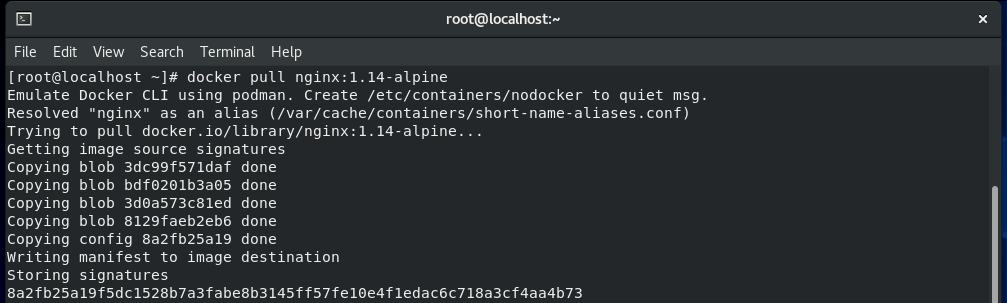 root@localhost:~
File Edit View Search Terminal Help
[root@localhost ~]# docker pull nginx:1.14-alpine
Emulate Docker CLI using podman. Create /etc/containers/nodocker to quiet msg.
Resolved "nginx" as an alias (/var/cache/containers/short-name-aliases.conf)
Trying to pull docker.io/library/nginx:1.14-alpine...
Getting image source signatures
Copying blob 3dc99f571daf done
Copying blob bdf0201b3a05 done
Copying blob 3d0a573c81ed done
Copying blob 8129faeb2eb6 done
Copying config 8a2fb25a19 done
Writing manifest to image destination
Storing signatures
8a2fb25a19f5dc1528b7a3fabe8b3145ff57fe10e4f1edac6c718a3cf4aa4b73